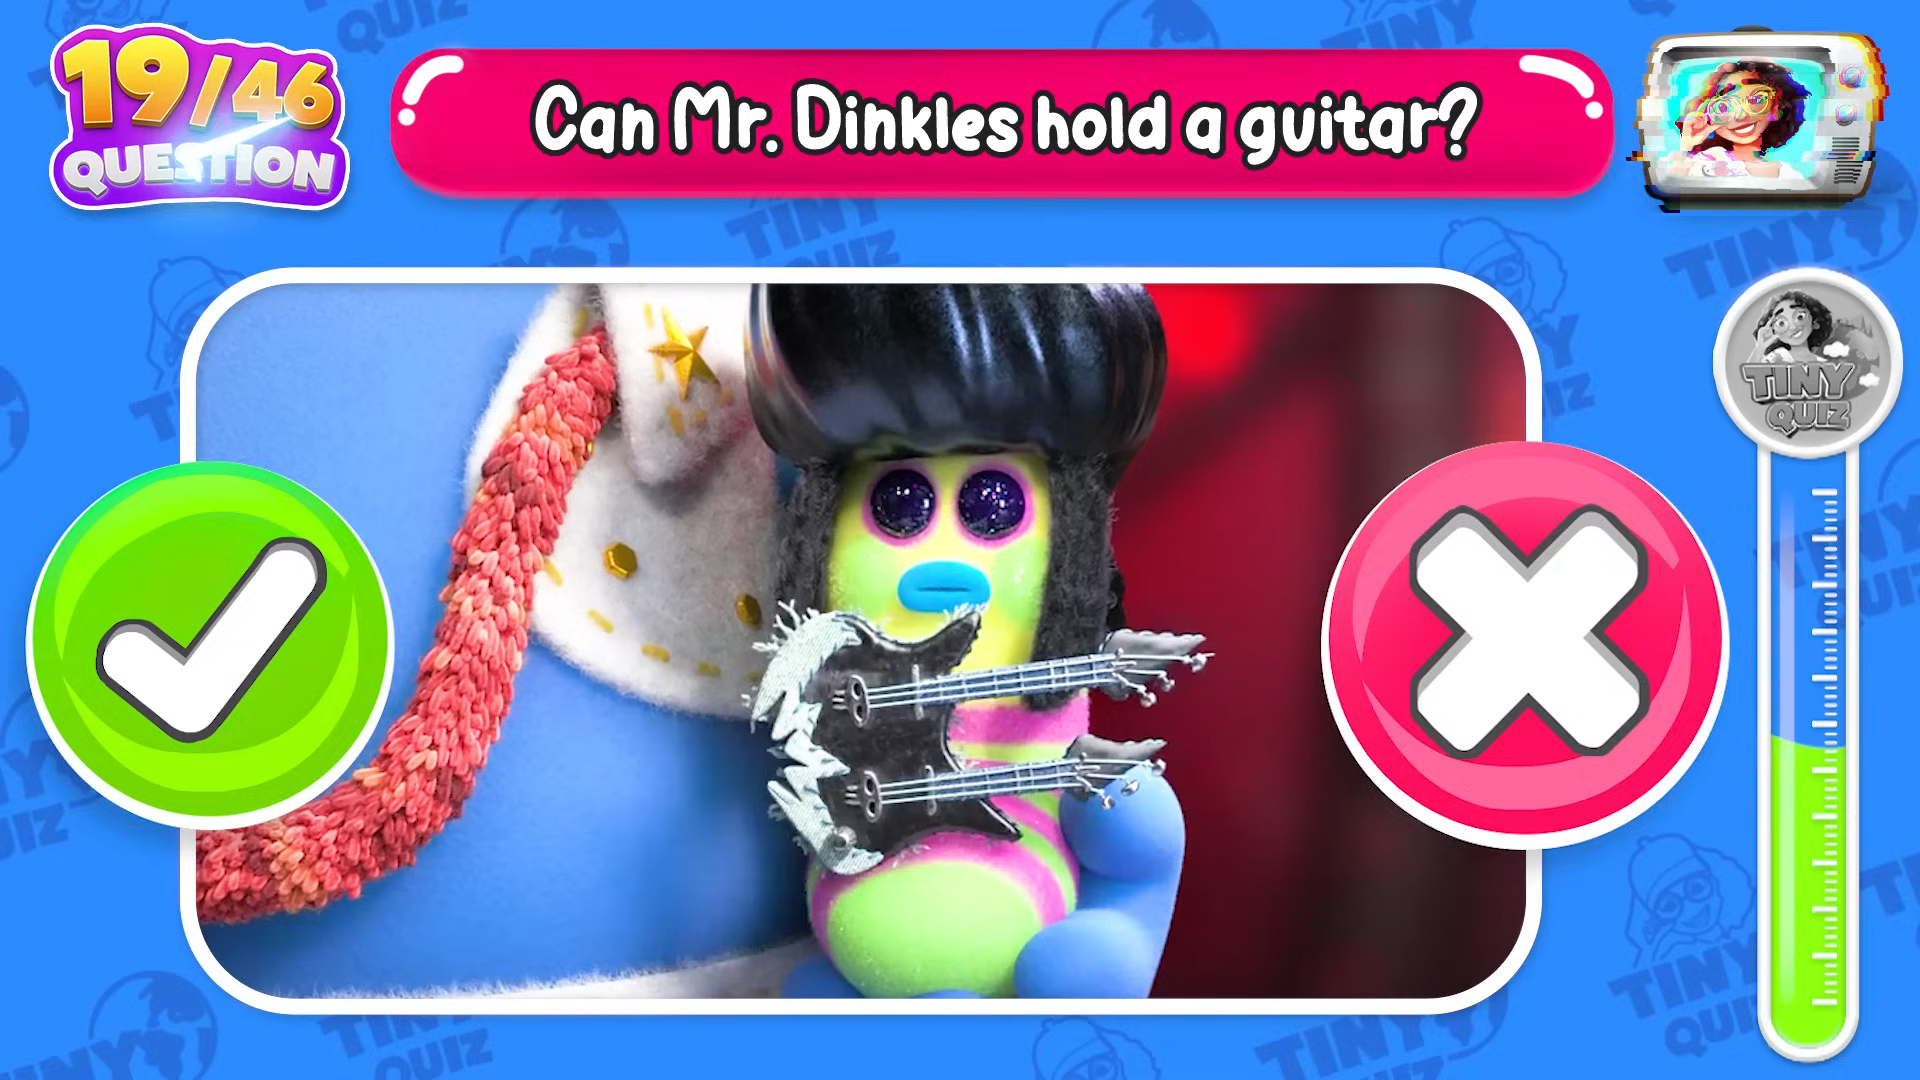 19/46
QUESTION
Can Mr. Dinkles hold a guitar?
TINY
QUIZ